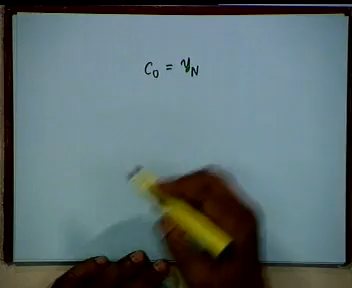 C₀ = y_N